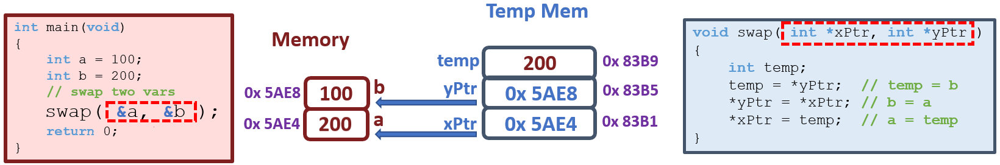 int main(void)
{
int a = 100;
int b = 200;
// swap two vars
swap( &a, &b );
return 0;
}
Memory
0x 5AE8 100 b
0x 5AE4 200 a
Temp Mem
temp 200 0x 83B9
yPtr 0x 5AE8 0x 83B5
xPtr 0x 5AE4 0x 83B1
void swap( int *xPtr, int *yPtr )
{
int temp;
temp = *yPtr; // temp = b
*yPtr = *xPtr; // b = a
*xPtr = temp; // a = temp
}